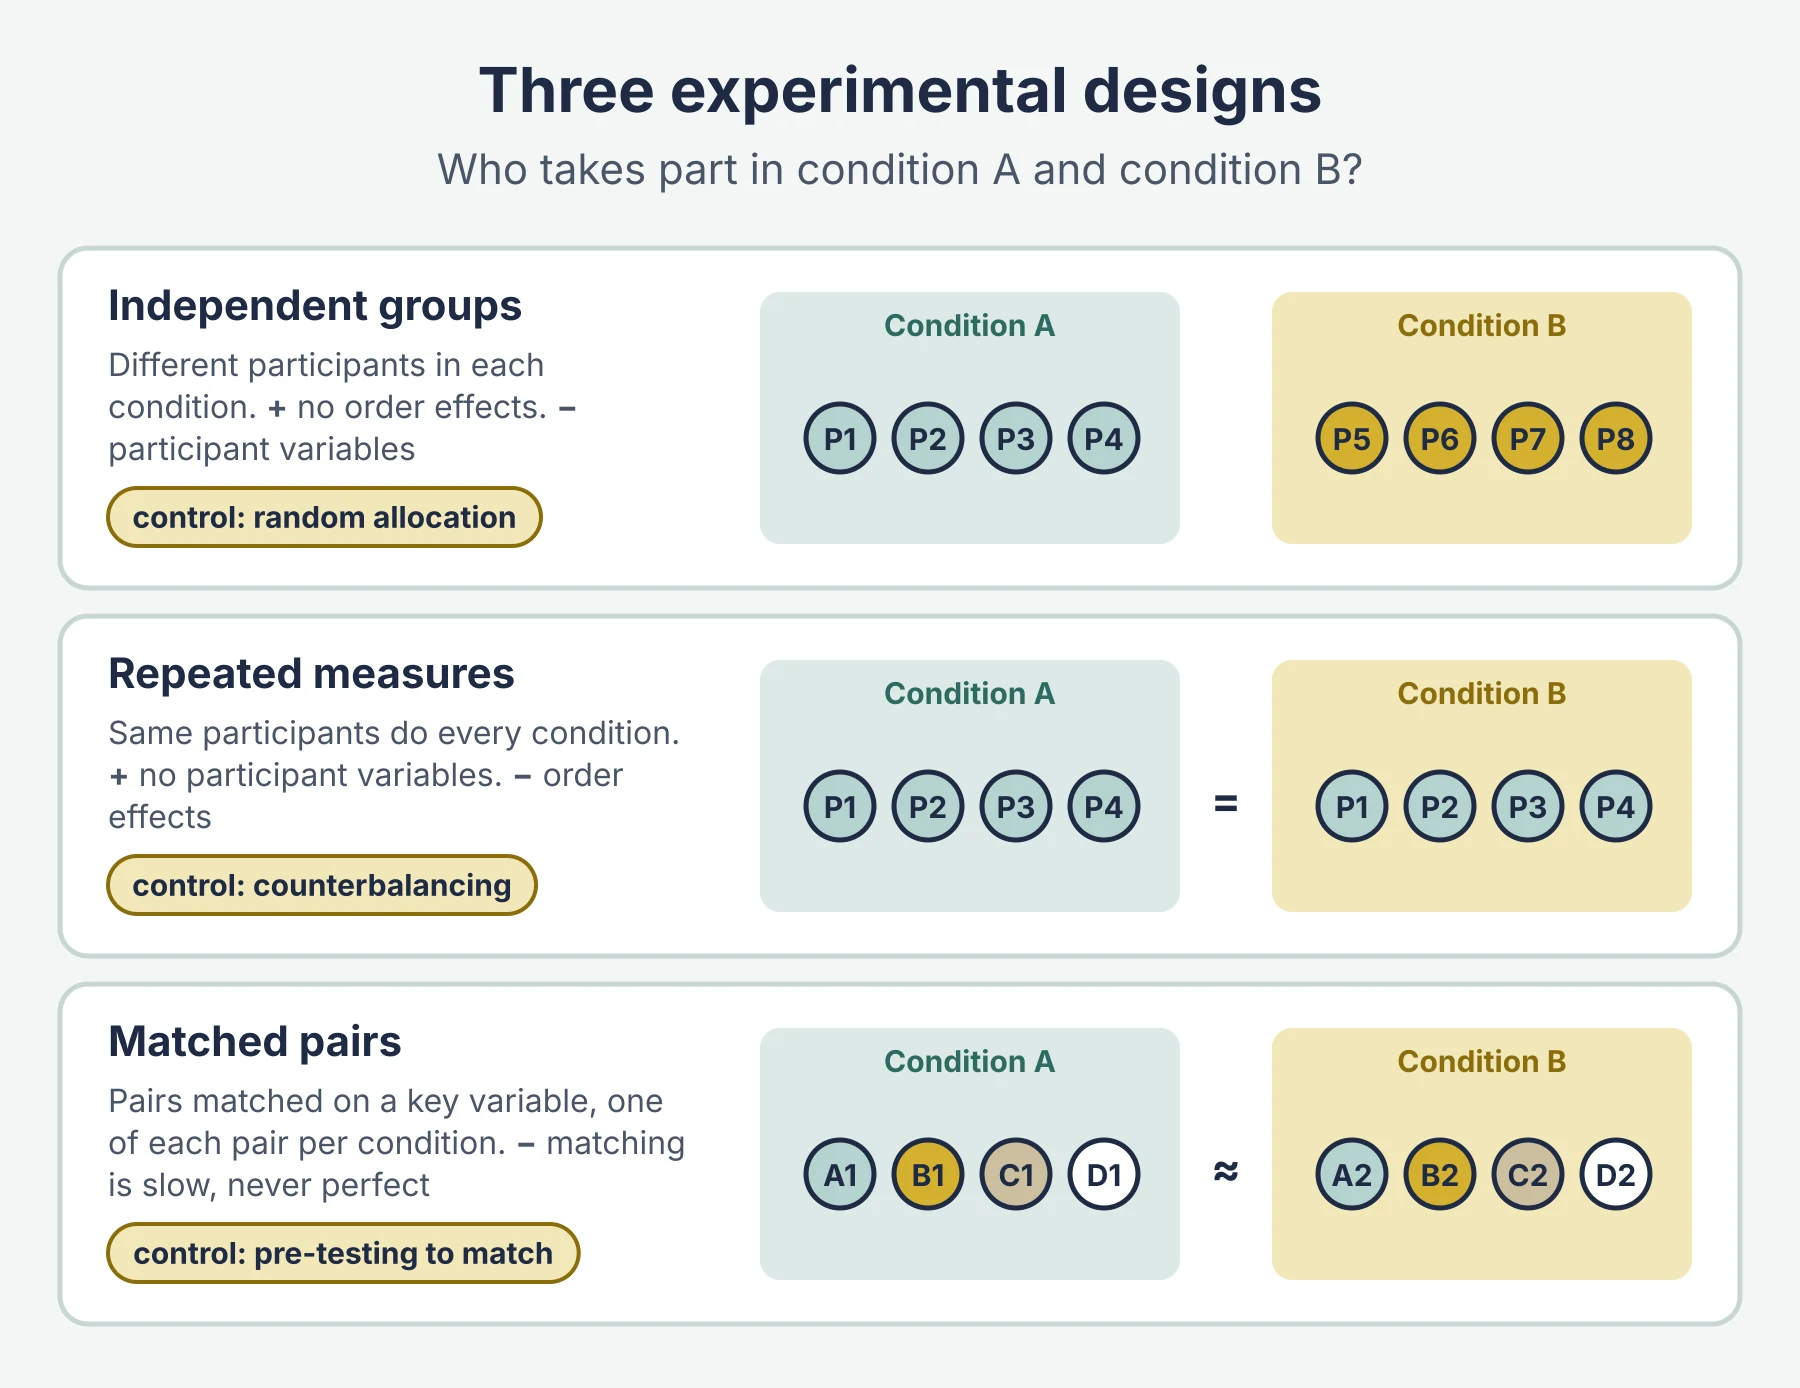 Three experimental designs
Who takes part in condition A and condition B?
Independent groups
Different participants in each
condition. + no order effects. −
participant variables
control: random allocation
Condition A
P1 P2 P3 P4
Condition B
P5 P6 P7 P8
Repeated measures
Same participants do every condition.
+ no participant variables. − order
effects
control: counterbalancing
Condition A
P1 P2 P3 P4
=
Condition B
P1 P2 P3 P4
Matched pairs
Pairs matched on a key variable, one
of each pair per condition. − matching
is slow, never perfect
control: pre-testing to match
Condition A
A1 B1 C1 D1
≈
Condition B
A2 B2 C2 D2